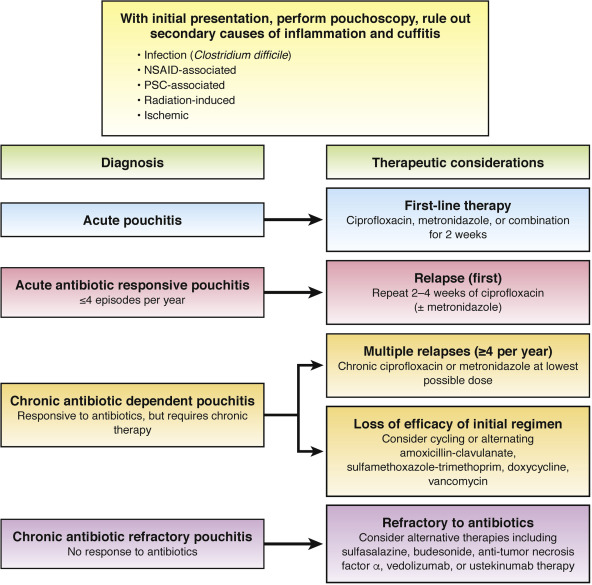 With initial presentation, perform pouchoscopy, rule out
secondary causes of inflammation and cuffitis
• Infection (Clostridium difficile)
• NSAID-associated
• PSC-associated
• Radiation-induced
• Ischemic
Diagnosis
Therapeutic considerations
Acute pouchitis
First-line therapy
Ciprofloxacin, metronidazole, or combination
for 2 weeks
Acute antibiotic responsive pouchitis
≤4 episodes per year
Relapse (first)
Repeat 2–4 weeks of ciprofloxacin
(± metronidazole)
Chronic antibiotic dependent pouchitis
Responsive to antibiotics, but requires chronic
therapy
Multiple relapses (≥4 per year)
Chronic ciprofloxacin or metronidazole at lowest
possible dose
Loss of efficacy of initial regimen
Consider cycling or alternating
amoxicillin-clavulanate,
sulfamethoxazole-trimethoprim, doxycycline,
vancomycin
Chronic antibiotic refractory pouchitis
No response to antibiotics
Refractory to antibiotics
Consider alternative therapies including
sulfasalazine, budesonide, anti-tumor necrosis
factor α, vedolizumab, or ustekinumab therapy